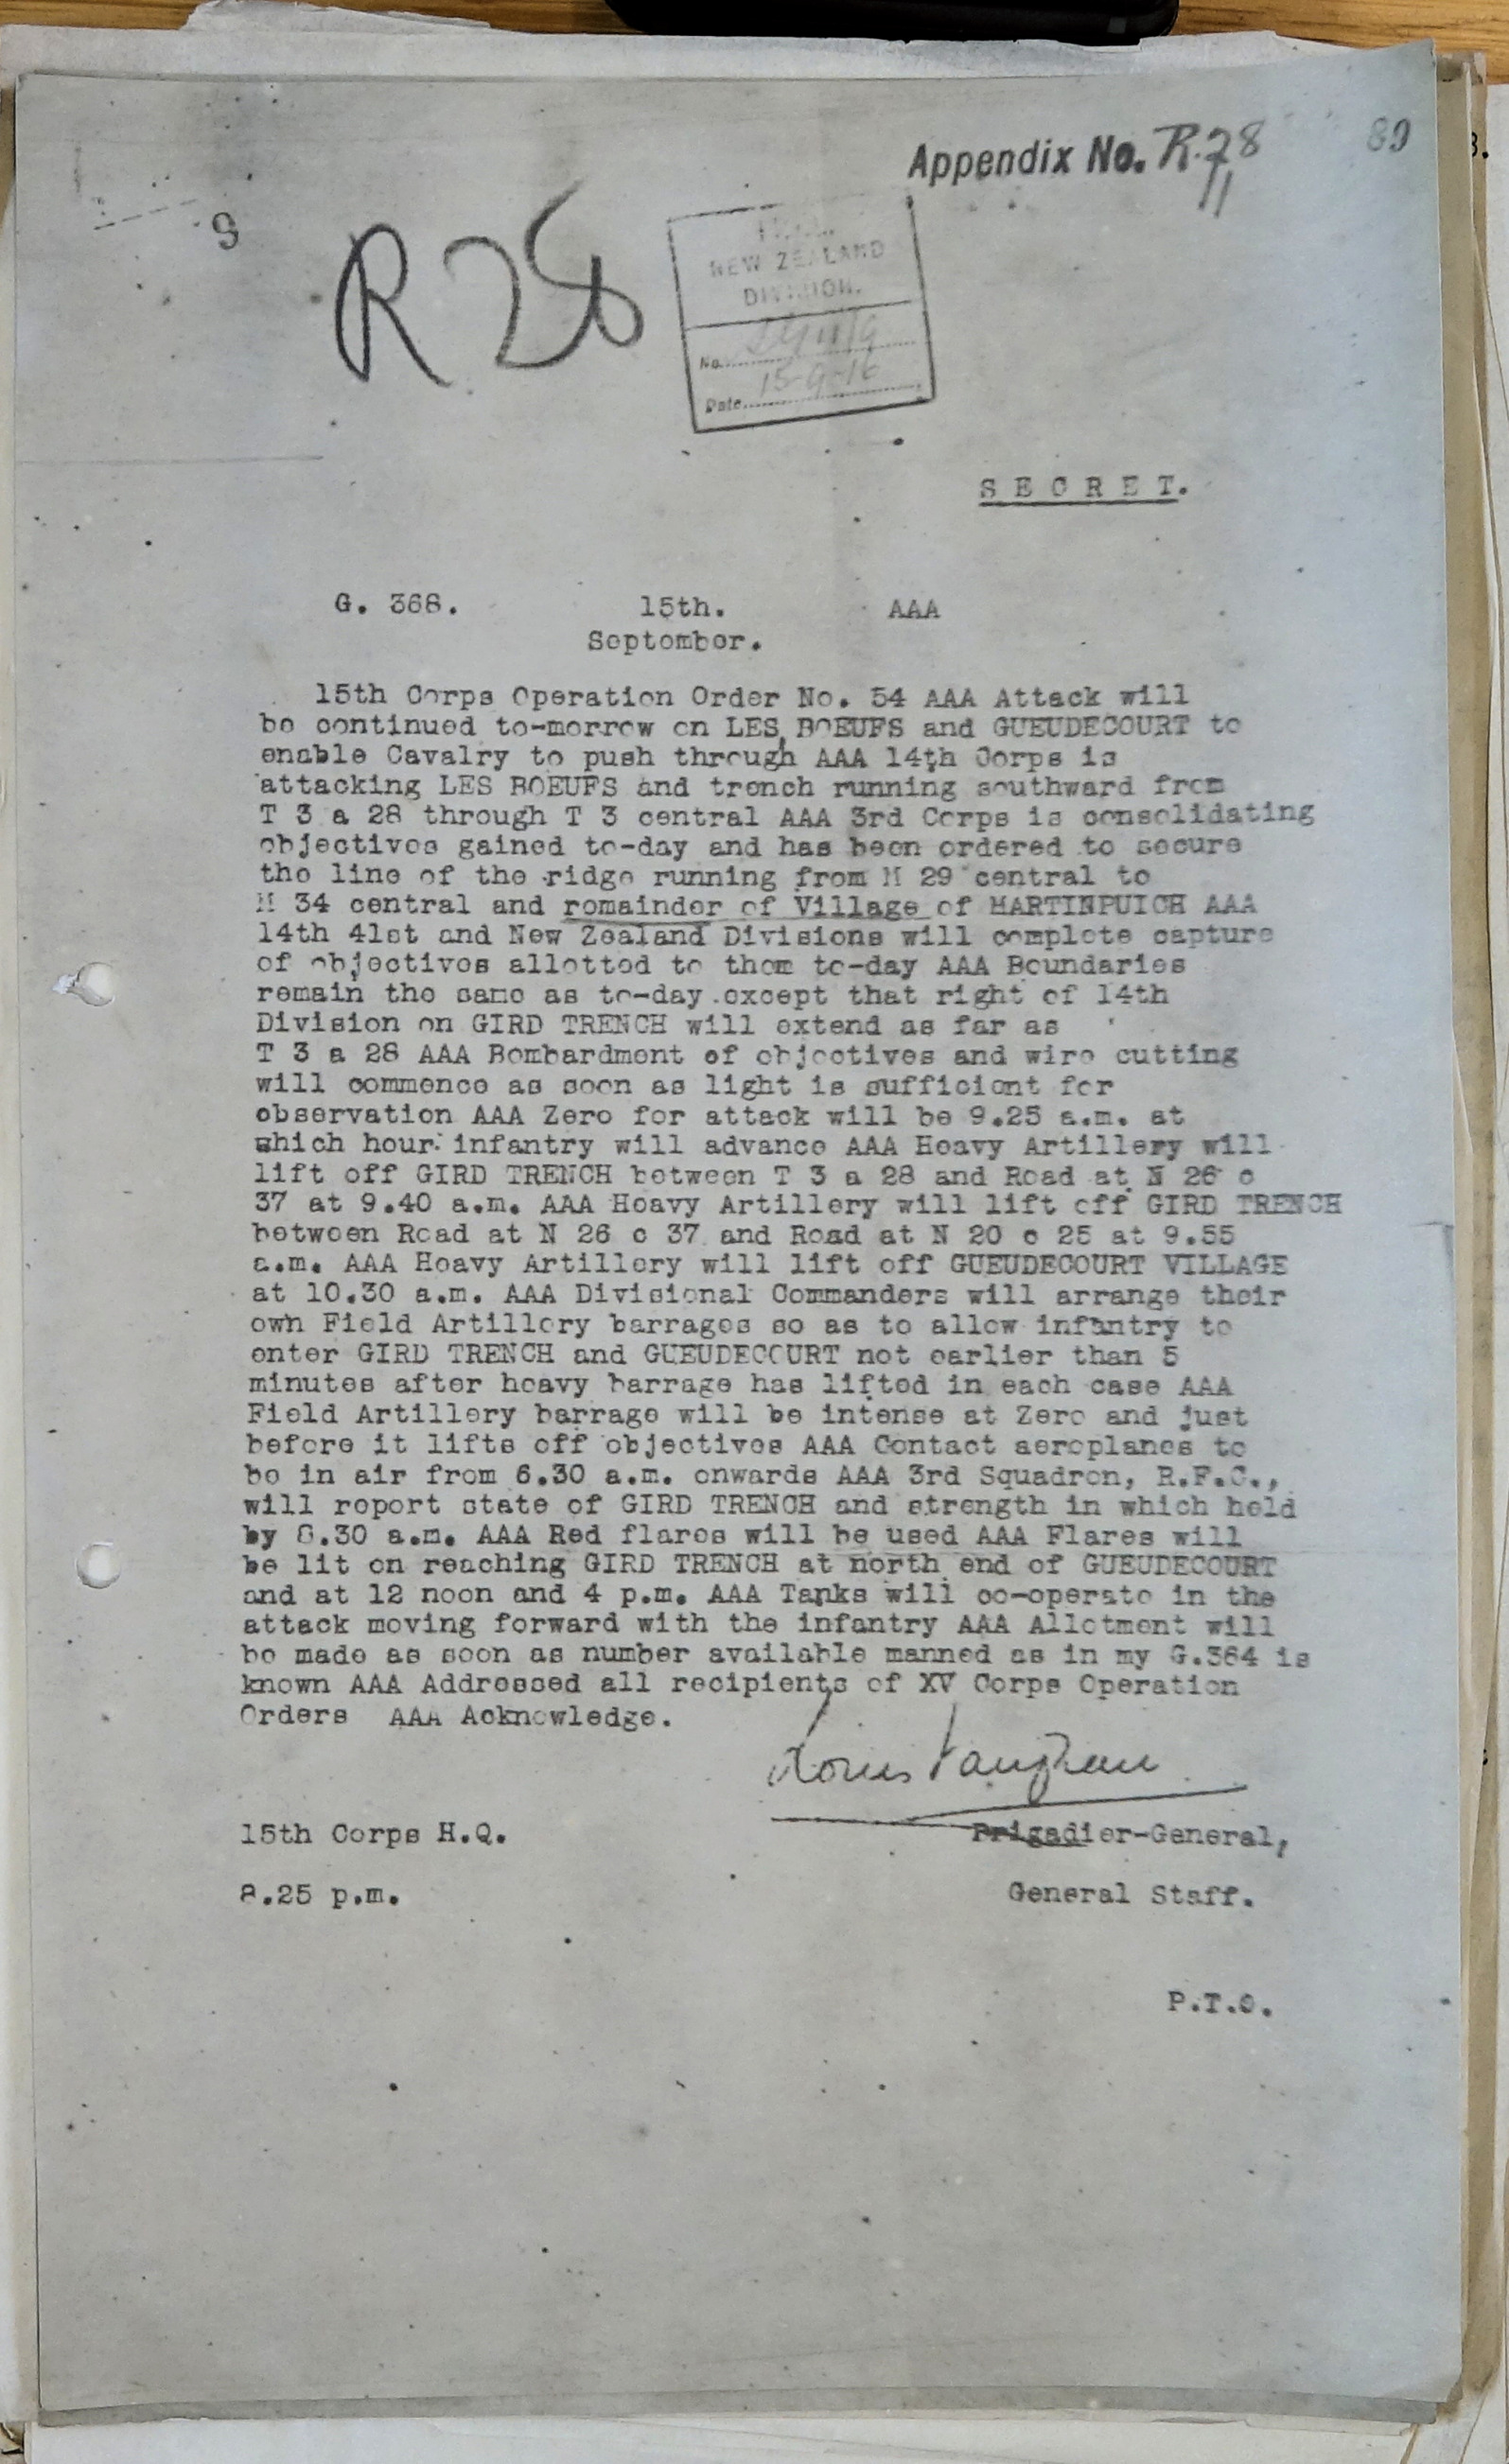 Appendix No. R.28
89
9
R28
NEW ZEALAND
DIVISION.
No.
Date 15-9-16
S E C R E T.
G. 368. 15th. AAA
September.
15th Corps Operation Order No. 54 AAA Attack will
be continued to-morrow on LES BOEUFS and GUEUDECOURT to
enable Cavalry to push through AAA 14th Corps is
attacking LES BOEUFS and trench running southward from
T 3 a 28 through T 3 central AAA 3rd Corps is consolidating
objectives gained to-day and has been ordered to secure
the line of the ridge running from M 29 central to
M 34 central and remainder of Village of MARTINPUICH AAA
14th 41st and New Zealand Divisions will complete capture
of objectives allotted to them to-day AAA Boundaries
remain the same as to-day except that right of 14th
Division on GIRD TRENCH will extend as far as
T 3 a 28 AAA Bombardment of objectives and wire cutting
will commence as soon as light is sufficient for
observation AAA Zero for attack will be 9.25 a.m. at
which hour infantry will advance AAA Heavy Artillery will
lift off GIRD TRENCH between T 3 a 28 and Road at N 26 c
37 at 9.40 a.m. AAA Heavy Artillery will lift off GIRD TRENCH
between Road at N 26 c 37 and Road at N 20 c 25 at 9.55
a.m. AAA Heavy Artillery will lift off GUEUDECOURT VILLAGE
at 10.30 a.m. AAA Divisional Commanders will arrange their
own Field Artillery barrages so as to allow infantry to
enter GIRD TRENCH and GUEUDECOURT not earlier than 5
minutes after heavy barrage has lifted in each case AAA
Field Artillery barrage will be intense at Zero and just
before it lifts off objectives AAA Contact aeroplanes to
be in air from 6.30 a.m. onwards AAA 3rd Squadron, R.F.C.,
will report state of GIRD TRENCH and strength in which held
by 8.30 a.m. AAA Red flares will be used AAA Flares will
be lit on reaching GIRD TRENCH at north end of GUEUDECOURT
and at 12 noon and 4 p.m. AAA Tanks will co-operate in the
attack moving forward with the infantry AAA Allotment will
be made as soon as number available manned as in my G.364 is
known AAA Addressed all recipients of XV Corps Operation
Orders AAA Acknowledge.
Louis Vaughan
15th Corps H.Q. Brigadier-General,
8.25 p.m. General Staff.
P.T.O.